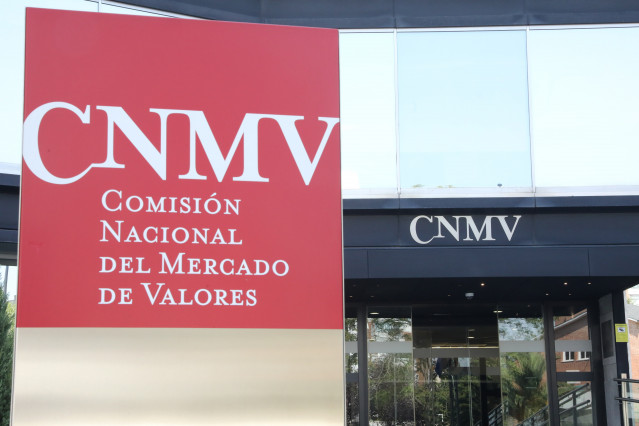 CNMV
COMISIÓN
NACIONAL
DEL MERCADO
DE VALORES
CNMV